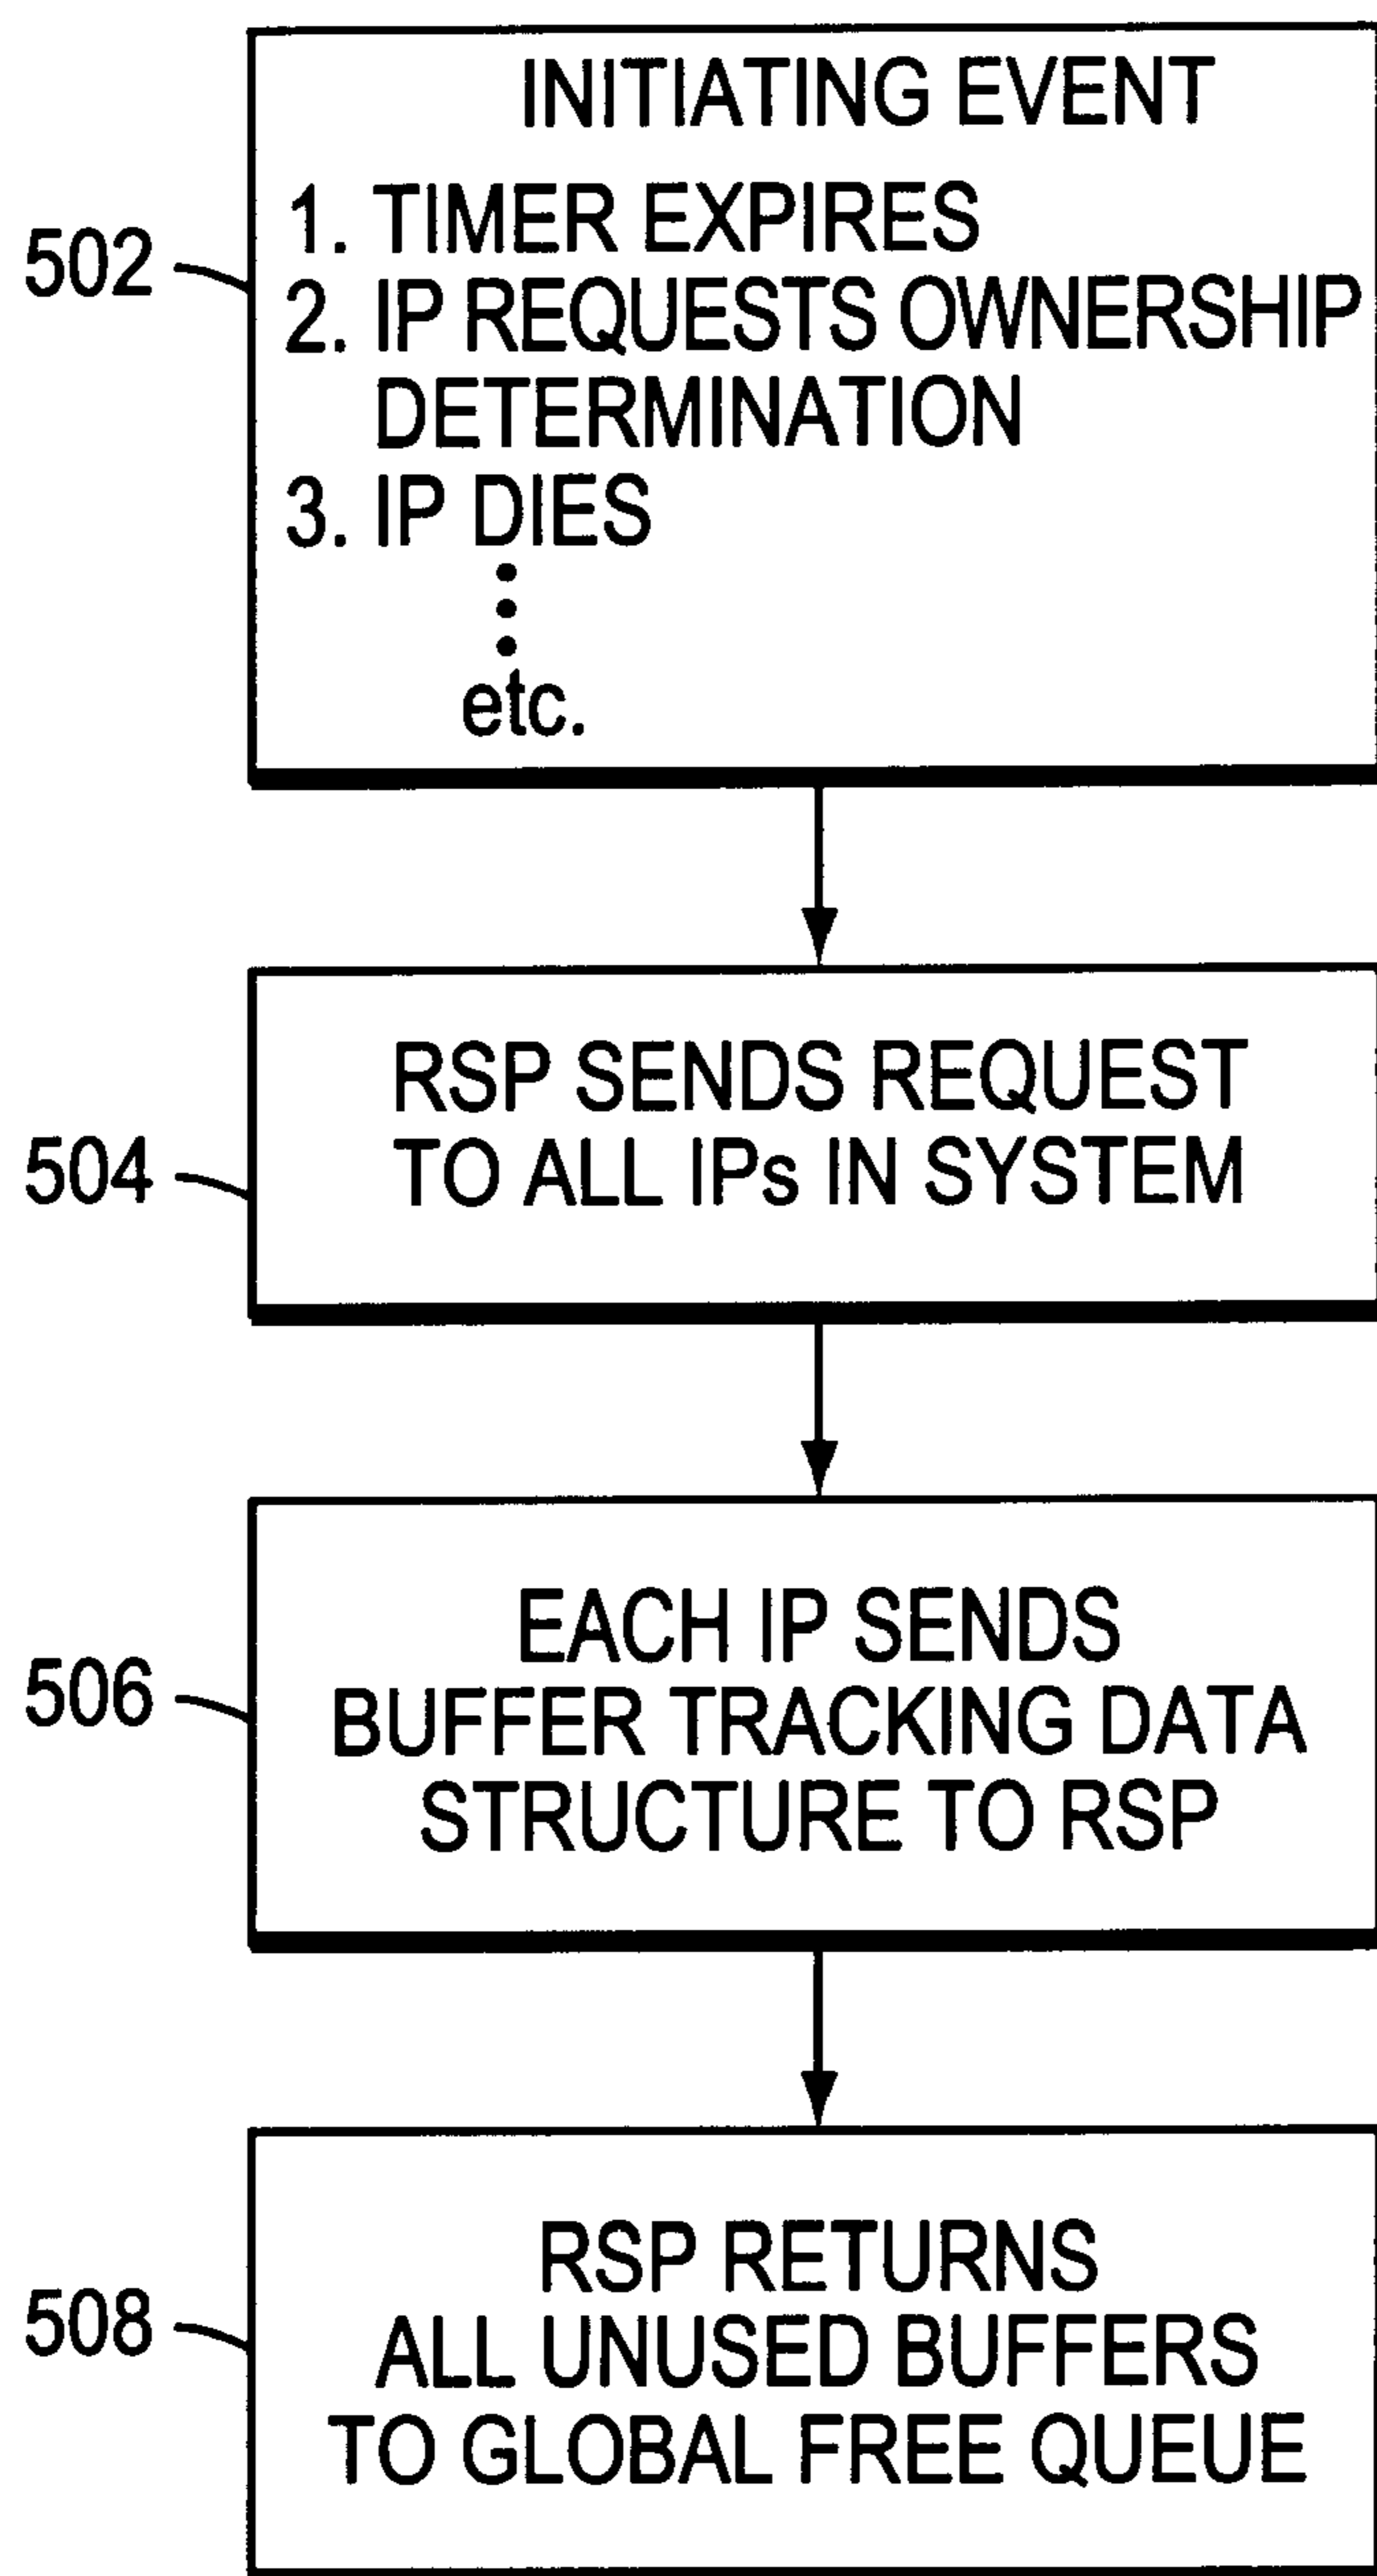 INITIATING EVENT
1. TIMER EXPIRES
502
2. IP REQUESTS OWNERSHIP
DETERMINATION
3. IP DIES
etc.
RSP SENDS REQUEST
504
TO ALL IPs IN SYSTEM
EACH IP SENDS
506
BUFFER TRACKING DATA
STRUCTURE TO RSP
RSP RETURNS
508
ALL UNUSED BUFFERS
TO GLOBAL FREE QUEUE